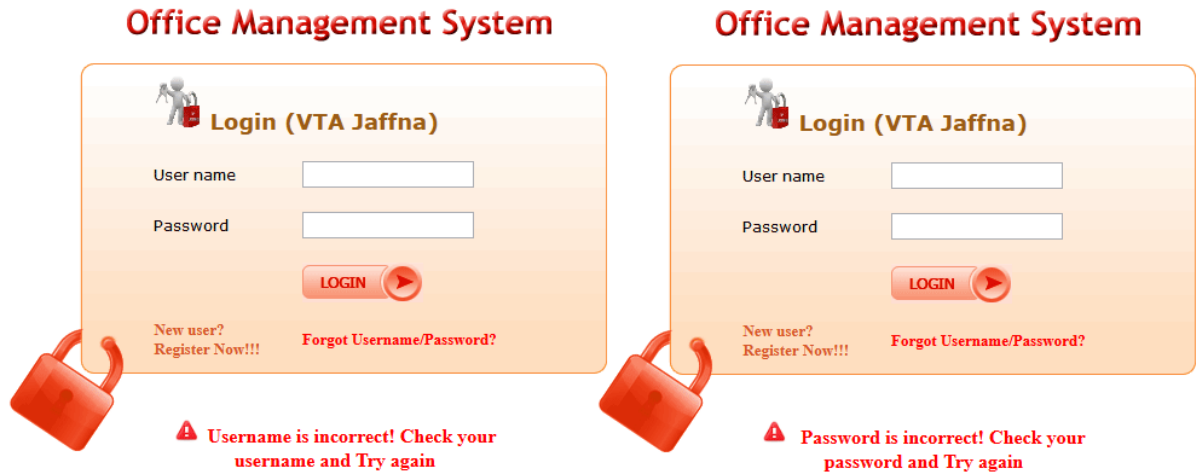 Office Management System
Login (VTA Jaffna)
User name
Password
LOGIN
New user?
Register Now!!!
Forgot Username/Password?
Username is incorrect! Check your
username and Try again
Office Management System
Login (VTA Jaffna)
User name
Password
LOGIN
New user?
Register Now!!!
Forgot Username/Password?
Password is incorrect! Check your
password and Try again